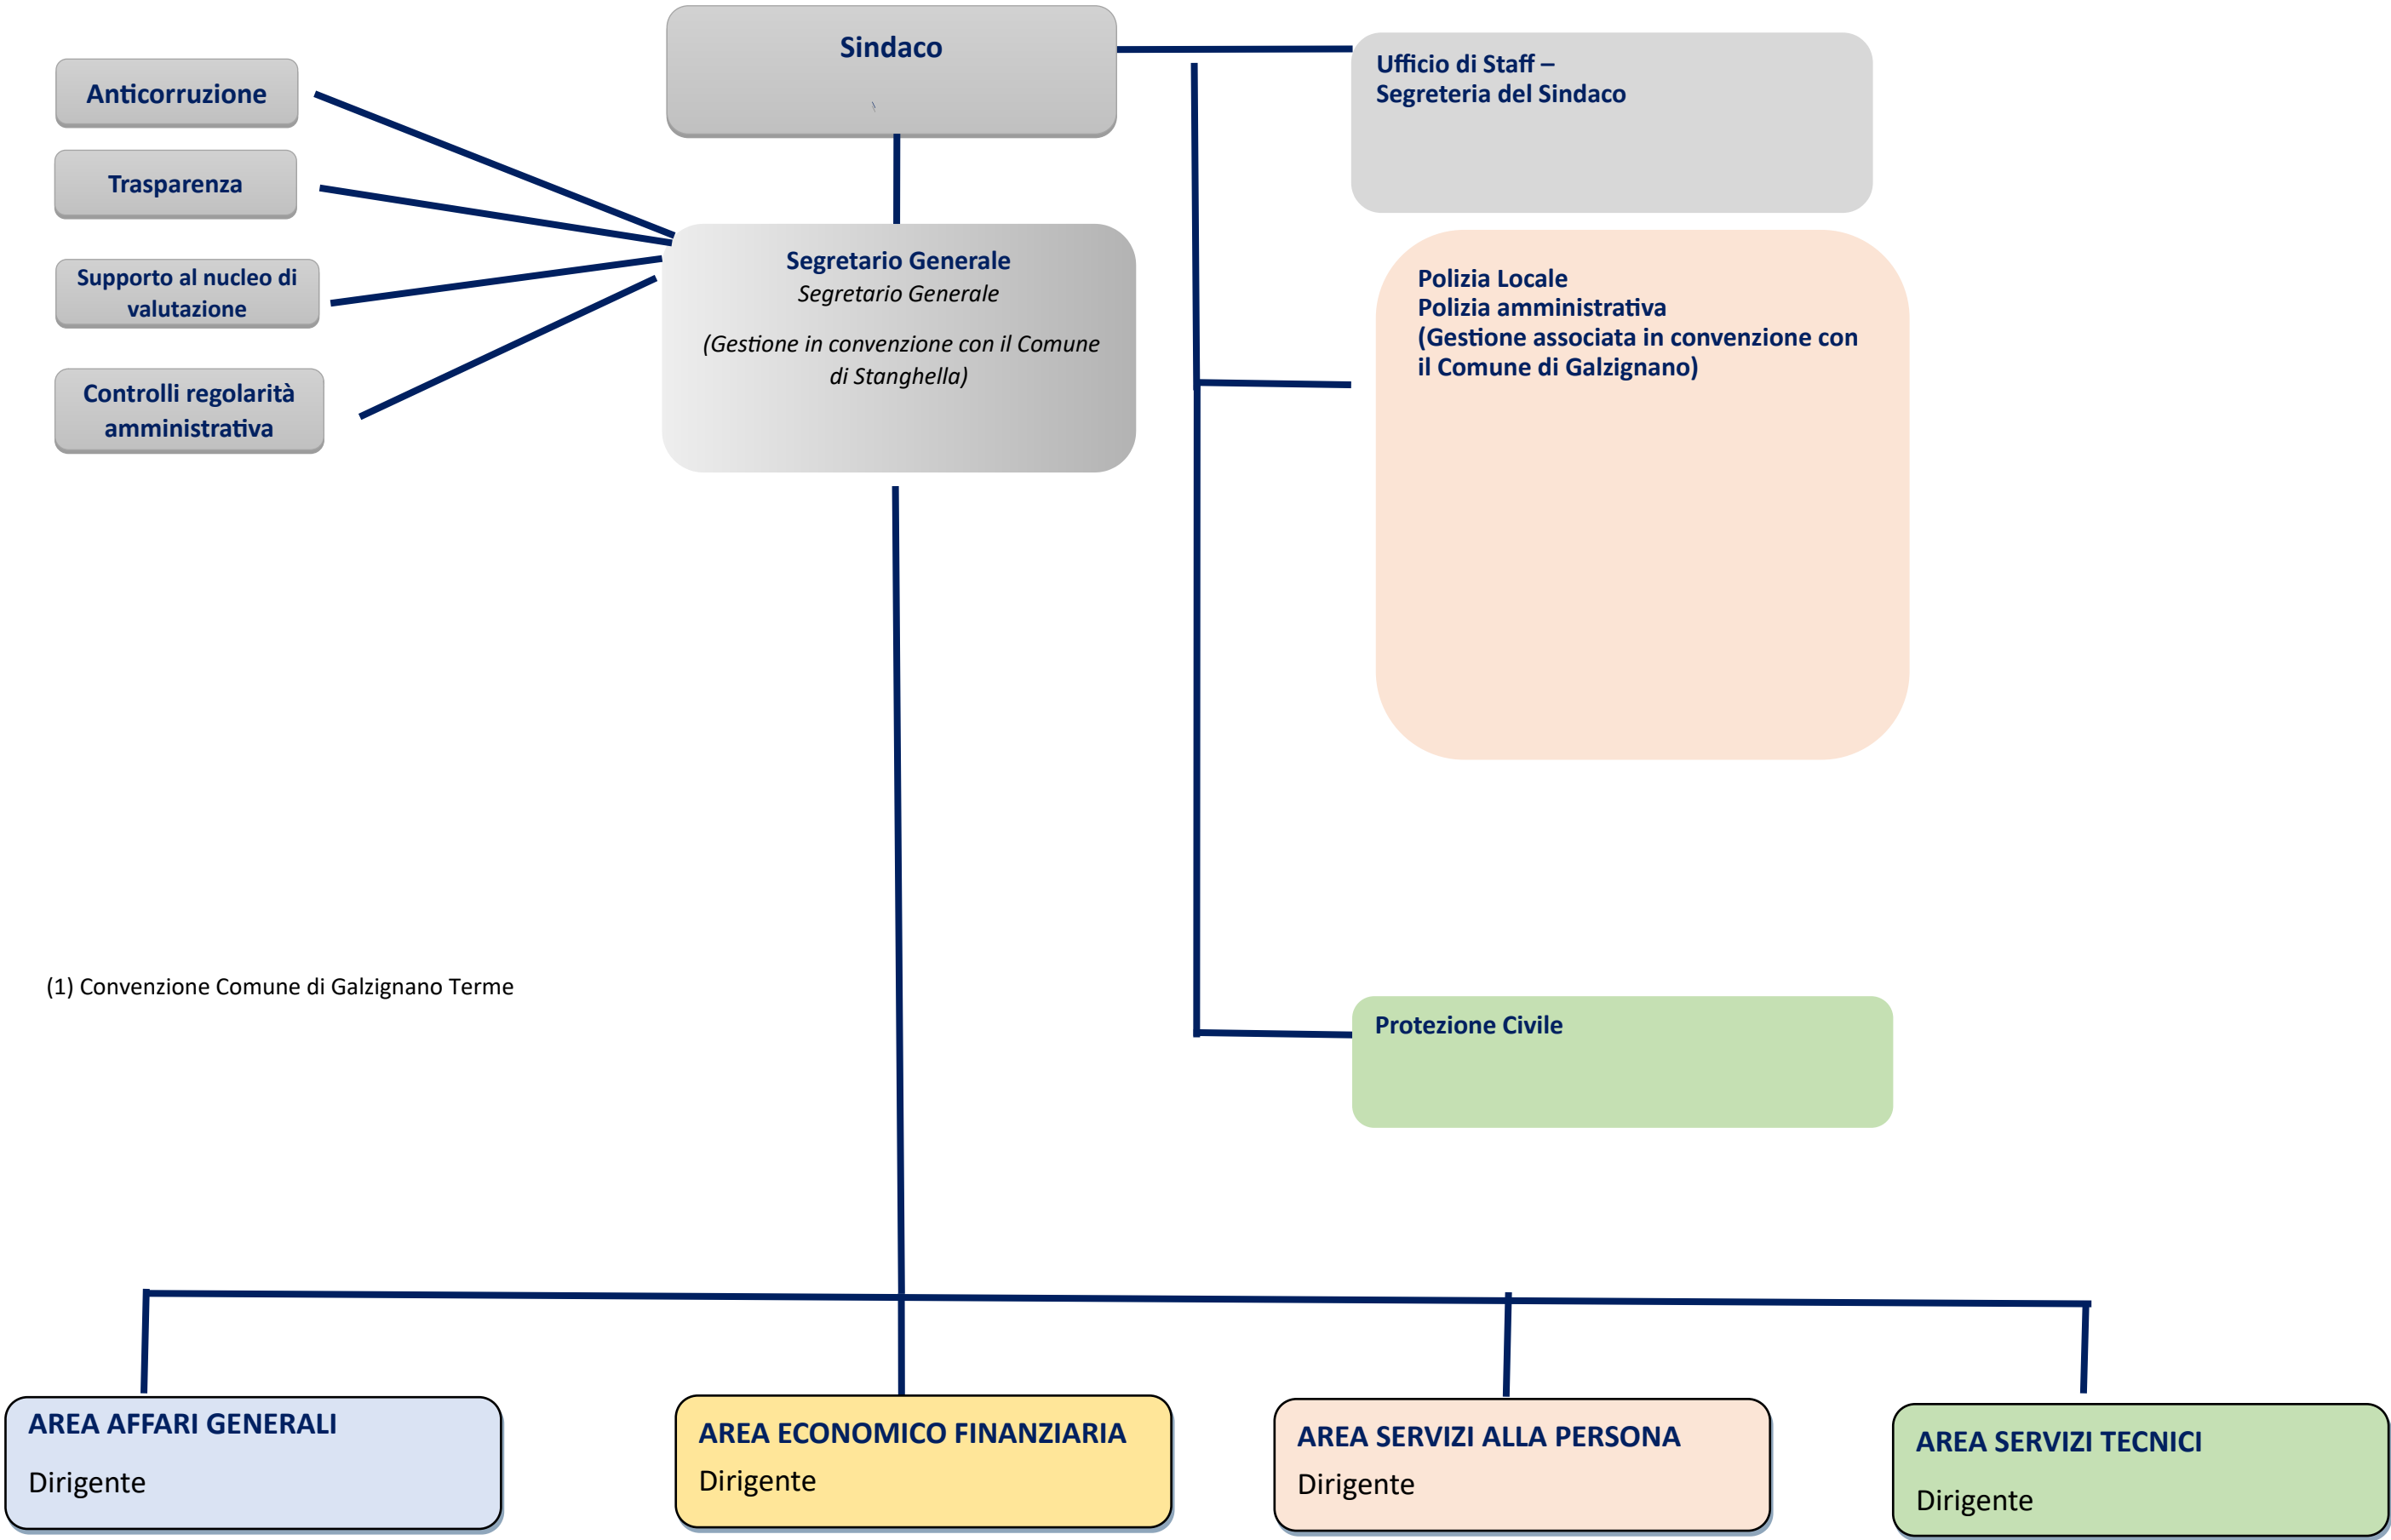 Sindaco
Ufficio di Staff –
Segreteria del Sindaco
Anticorruzione
Trasparenza
Supporto al nucleo di
valutazione
Controlli regolarità
amministrativa
Segretario Generale
Segretario Generale
(Gestione in convenzione con il Comune
di Stanghella)
Polizia Locale
Polizia amministrativa
(Gestione associata in convenzione con
il Comune di Galzignano)
(1) Convenzione Comune di Galzignano Terme
Protezione Civile
AREA AFFARI GENERALI
Dirigente
AREA ECONOMICO FINANZIARIA
Dirigente
AREA SERVIZI ALLA PERSONA
Dirigente
AREA SERVIZI TECNICI
Dirigente